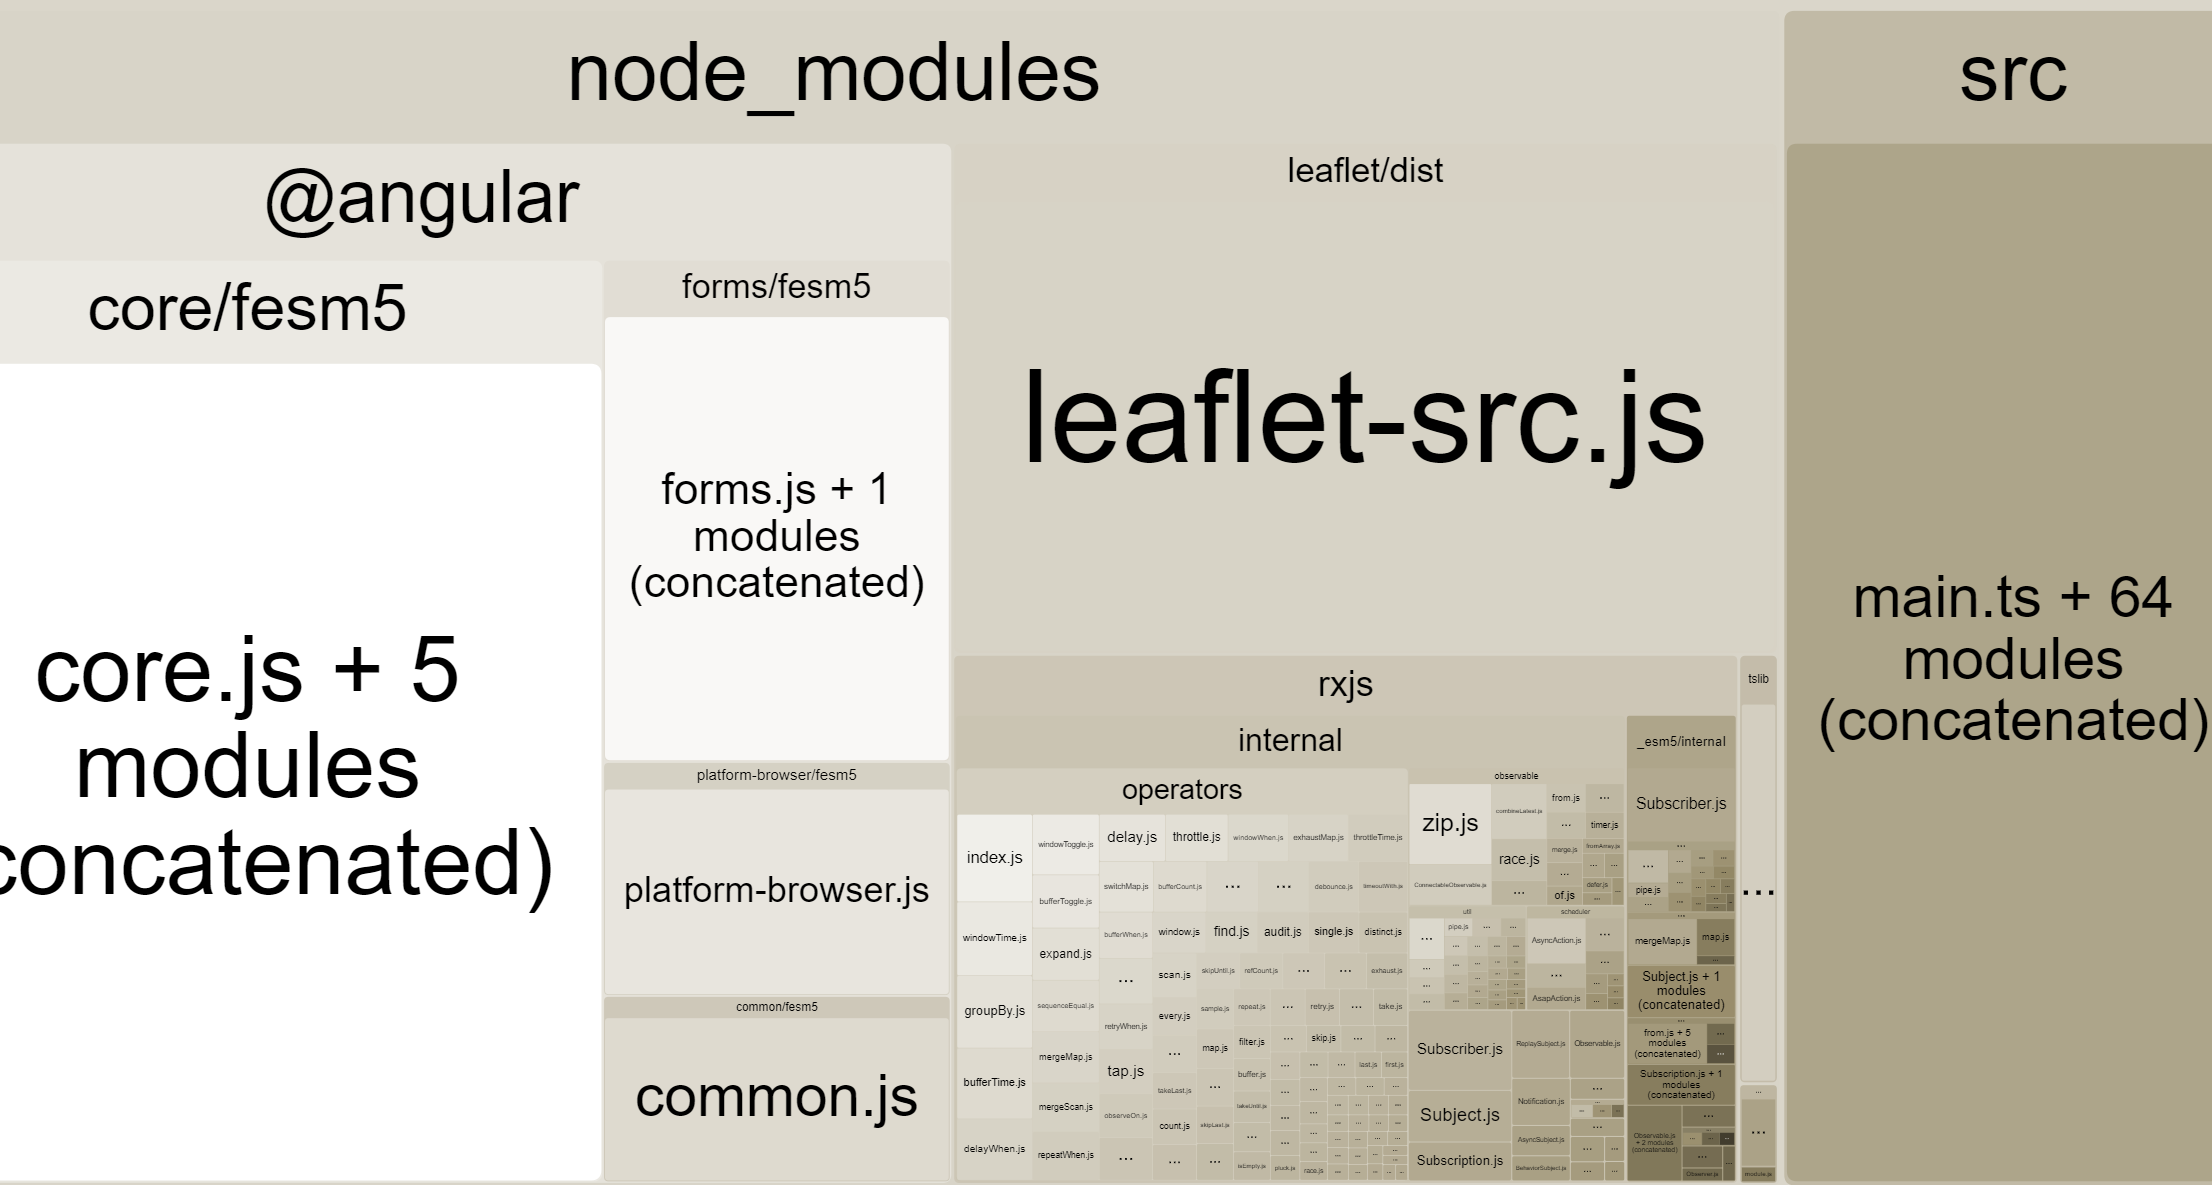 node_modules
src
@angular
leaflet/dist
core/fesm5
forms/fesm5
leaflet-src.js
forms.js + 1
modules
(concatenated)
main.ts + 64
modules
(concatenated)
core.js + 5
modules
concatenated)
rxjs
tslib
internal
_esm5/internal
platform-browser/fesm5
platform-browser.js
common/fesm5
common.js
operators
index.js
windowToggle.js
delay.js
throttle.js
windowWhen.js
exhaustMap.js
throttleTime.js
bufferToggle.js
switchMap.js
bufferCount.js
...
...
debounce.js
timeoutWith.js
windowTime.js
expand.js
bufferWhen.js
window.js
find.js
audit.js
single.js
distinct.js
...
scan.js
skipUntil.js
refCount.js
...
...
exhaust.js
groupBy.js
sequenceEqual.js
retryWhen.js
every.js
sample.js
repeat.js
...
retry.js
...
take.js
mergeMap.js
...
map.js
filter.js
...
skip.js
...
...
bufferTime.js
tap.js
takeLast.js
...
buffer.js
last.js
first.js
mergeScan.js
observeOn.js
count.js
skipLast.js
takeUntil.js
delayWhen.js
repeatWhen.js
...
...
...
...
isEmpty.js
pluck.js
race.js
observable
zip.js
combineLatest.js
from.js
...
...
timer.js
race.js
merge.js
fromArray.js
ConnectableObservable.js
...
...
of.js
defer.js
util
scheduler
...
pipe.js
AsyncAction.js
...
...
...
AsapAction.js
Subscriber.js
ReplaySubject.js
Observable.js
Subject.js
Notification.js
Subscription.js
AsyncSubject.js
BehaviorSubject.js
Subscriber.js
...
pipe.js
mergeMap.js
map.js
Subject.js + 1
modules
(concatenated)
from.js + 5
modules
(concatenated)
Subscription.js + 1
modules
(concatenated)
Observable.js
+ 2 modules
(concatenated)
Observer.js
...
...
...
module.js